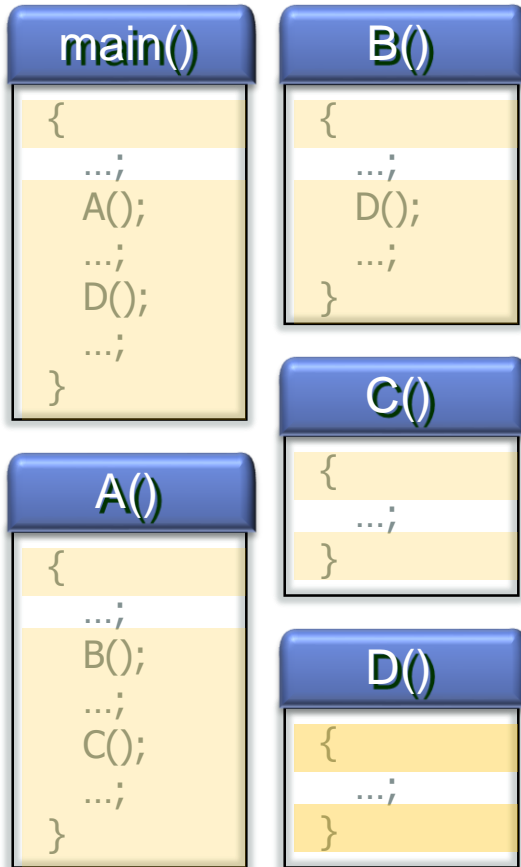 main()
{
...;
A();
...;
D();
...;
}
A()
{
...;
B();
...;
C();
...;
}
B()
{
...;
D();
...;
}
C()
{
...;
}
D()
{
...;
}